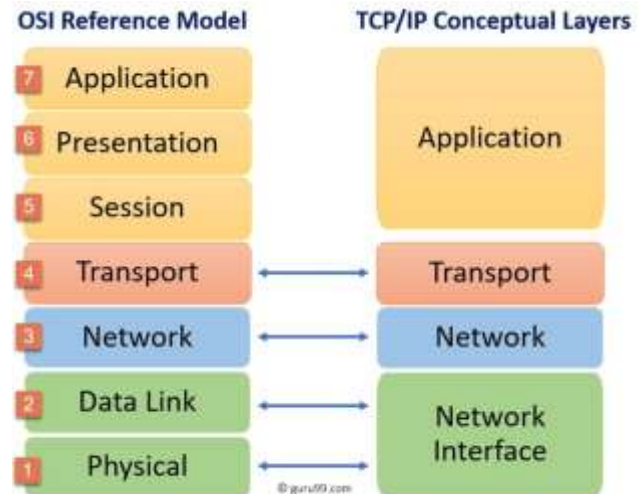 OSI Reference Model
TCP/IP Conceptual Layers
7 Application
6 Presentation
5 Session
Application
4 Transport
Transport
3 Network
Network
2 Data Link
1 Physical
Network
Interface
© guru99.com